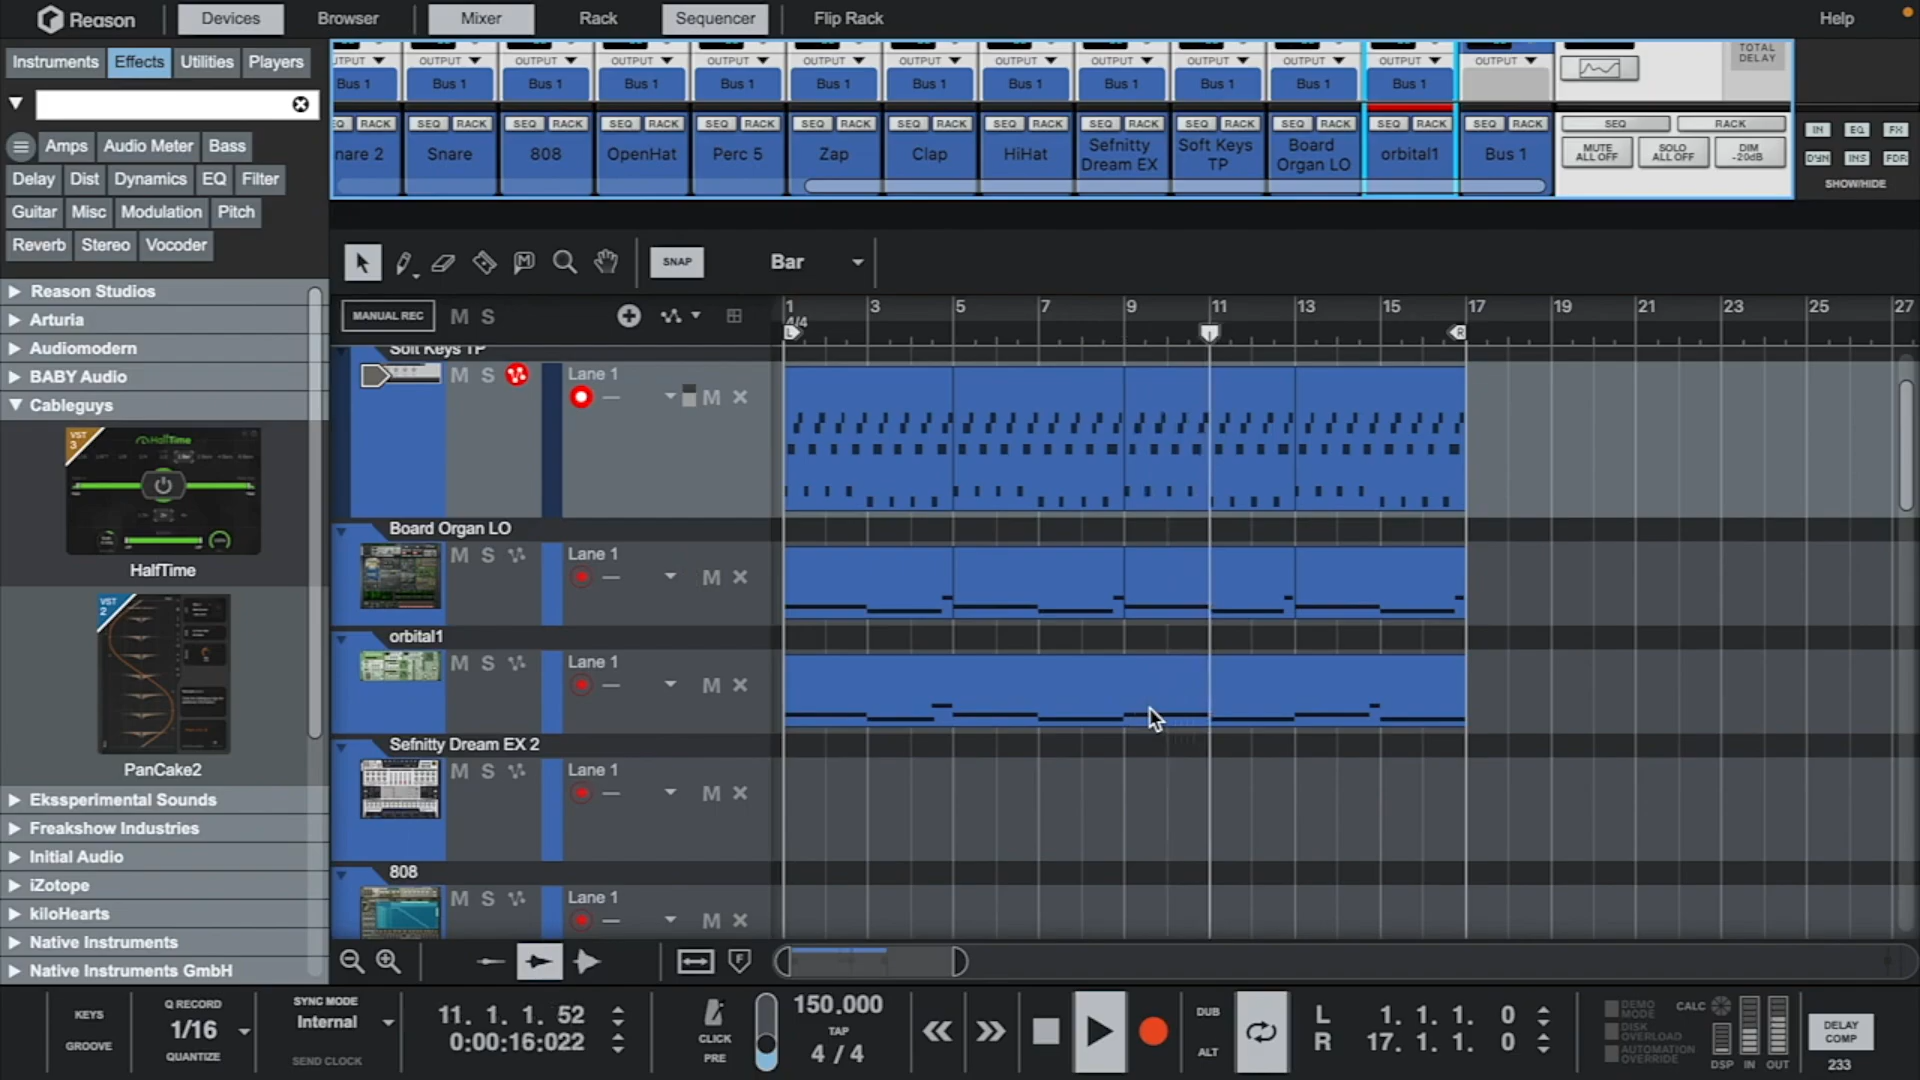 Reason Devices Browser Mixer Rack Sequencer Flip Rack Help
Instruments Effects Utilities Players
Amps Audio Meter Bass
Delay Dist Dynamics EQ Filter
Guitar Misc Modulation Pitch
Reverb Stereo Vocoder
Reason Studios
Arturia
Audiomodern
BABY Audio
Cableguys
VST 3
HalfTime
HalfTime
VST 2
PanCake2
Ekssperimental Sounds
Freakshow Industries
Initial Audio
iZotope
kiloHearts
Native Instruments
Native Instruments GmbH
UTPUT OUTPUT OUTPUT OUTPUT OUTPUT OUTPUT OUTPUT OUTPUT OUTPUT OUTPUT OUTPUT OUTPUT OUTPUT TOTAL DELAY
Bus 1 Bus 1 Bus 1 Bus 1 Bus 1 Bus 1 Bus 1 Bus 1 Bus 1 Bus 1 Bus 1 Bus 1
RACK SEQ RACK SEQ RACK SEQ RACK SEQ RACK SEQ RACK SEQ RACK SEQ RACK SEQ RACK SEQ RACK SEQ RACK SEQ RACK SEQ RACK SEQ RACK IN EQ FX
nare 2 Snare 808 OpenHat Perc 5 Zap Clap HiHat Sefnitty Dream EX Soft Keys TP Board Organ LO orbital1 Bus 1 MUTE ALL OFF SOLO ALL OFF DIM -20dB DYN INS FDR
SHOW/HIDE
SNAP Bar
MANUAL REC M S 1 3 5 7 9 11 13 15 17 19 21 23 25 27
4/4
L R
Soft Keys TP
M S Lane 1
M
Board Organ LO
M S Lane 1
M
orbital1
M S Lane 1
M
Sefnitty Dream EX 2
M S Lane 1
M
808
M S Lane 1
M
F
KEYS
GROOVE
Q RECORD
1/16
QUANTIZE
SYNC MODE
Internal
SEND CLOCK
11. 1. 1. 52
0:00:16:022
CLICK
PRE
150.000
TAP
4 / 4
DUB
ALT
L 1. 1. 1. 0
R 17. 1. 1. 0
DEMO MODE
DISK OVERLOAD
AUTOMATION OVERRIDE
CALC
DSP IN OUT
DELAY COMP
233